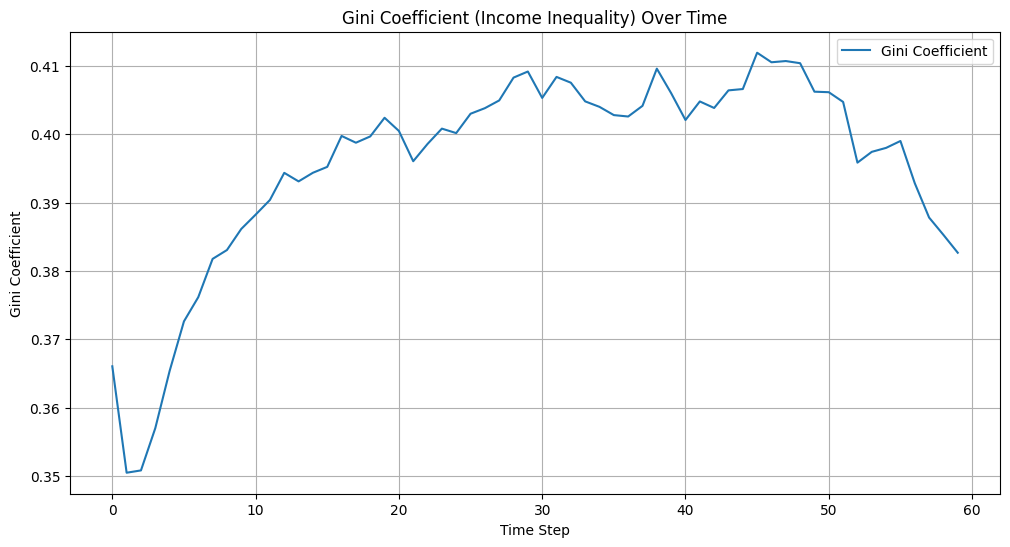 Gini Coefficient (Income Inequality) Over Time
Gini Coefficient
0.41
0.40
0.39
0.38
0.37
0.36
0.35
Gini Coefficient
0 10 20 30 40 50 60
Time Step